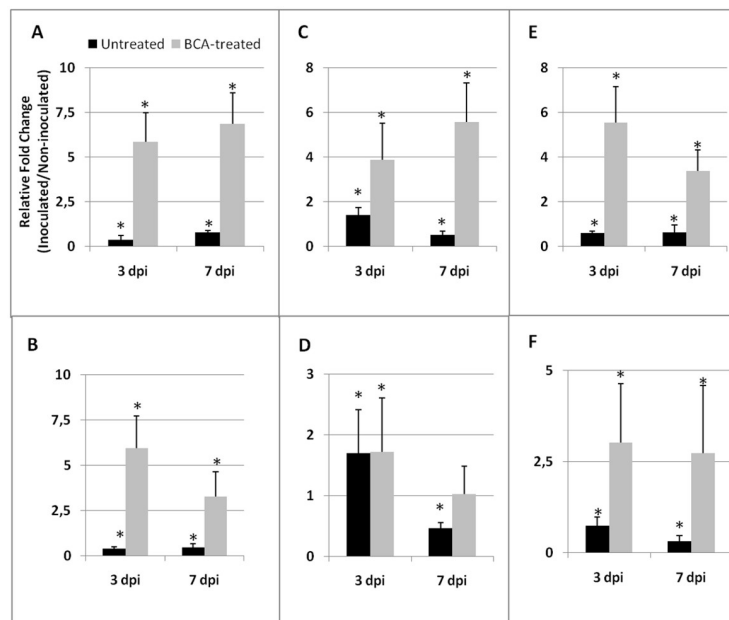 A
C
E
Untreated BCA-treated
Relative Fold Change
(Inoculated/Non-inoculated)
10
7,5
5
2,5
0
* * * *
3 dpi 7 dpi
8
6
4
2
0
* * * *
3 dpi 7 dpi
8
6
4
2
0
* * * *
3 dpi 7 dpi
B
D
F
10
7,5
5
2,5
0
* * * *
3 dpi 7 dpi
3
2
1
0
* * *
3 dpi 7 dpi
5
2,5
0
* * * *
3 dpi 7 dpi